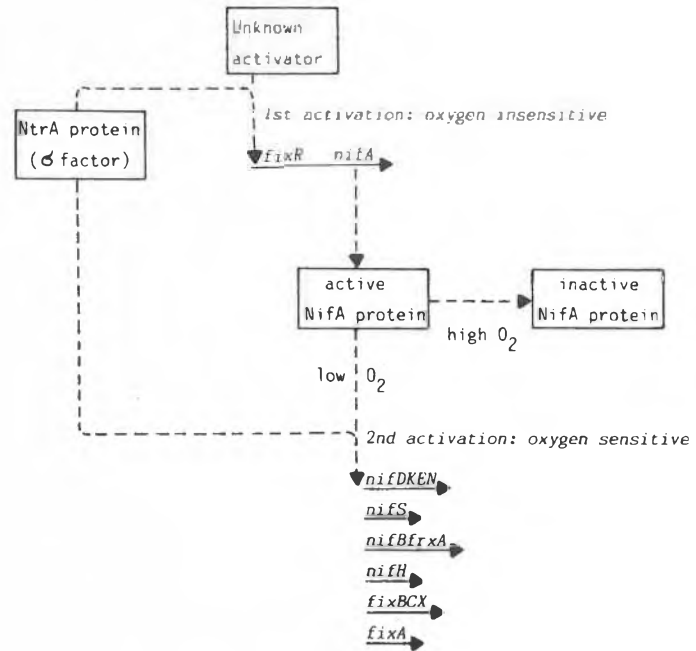 Unknown
activator
NtrA protein
(σ factor)
1st activation: oxygen insensitive
fixR nifA
active
NifA protein
inactive
NifA protein
high O2
low O2
2nd activation: oxygen sensitive
nifDKEN
nifS
nifBfrxA
nifH
fixBCX
fixA